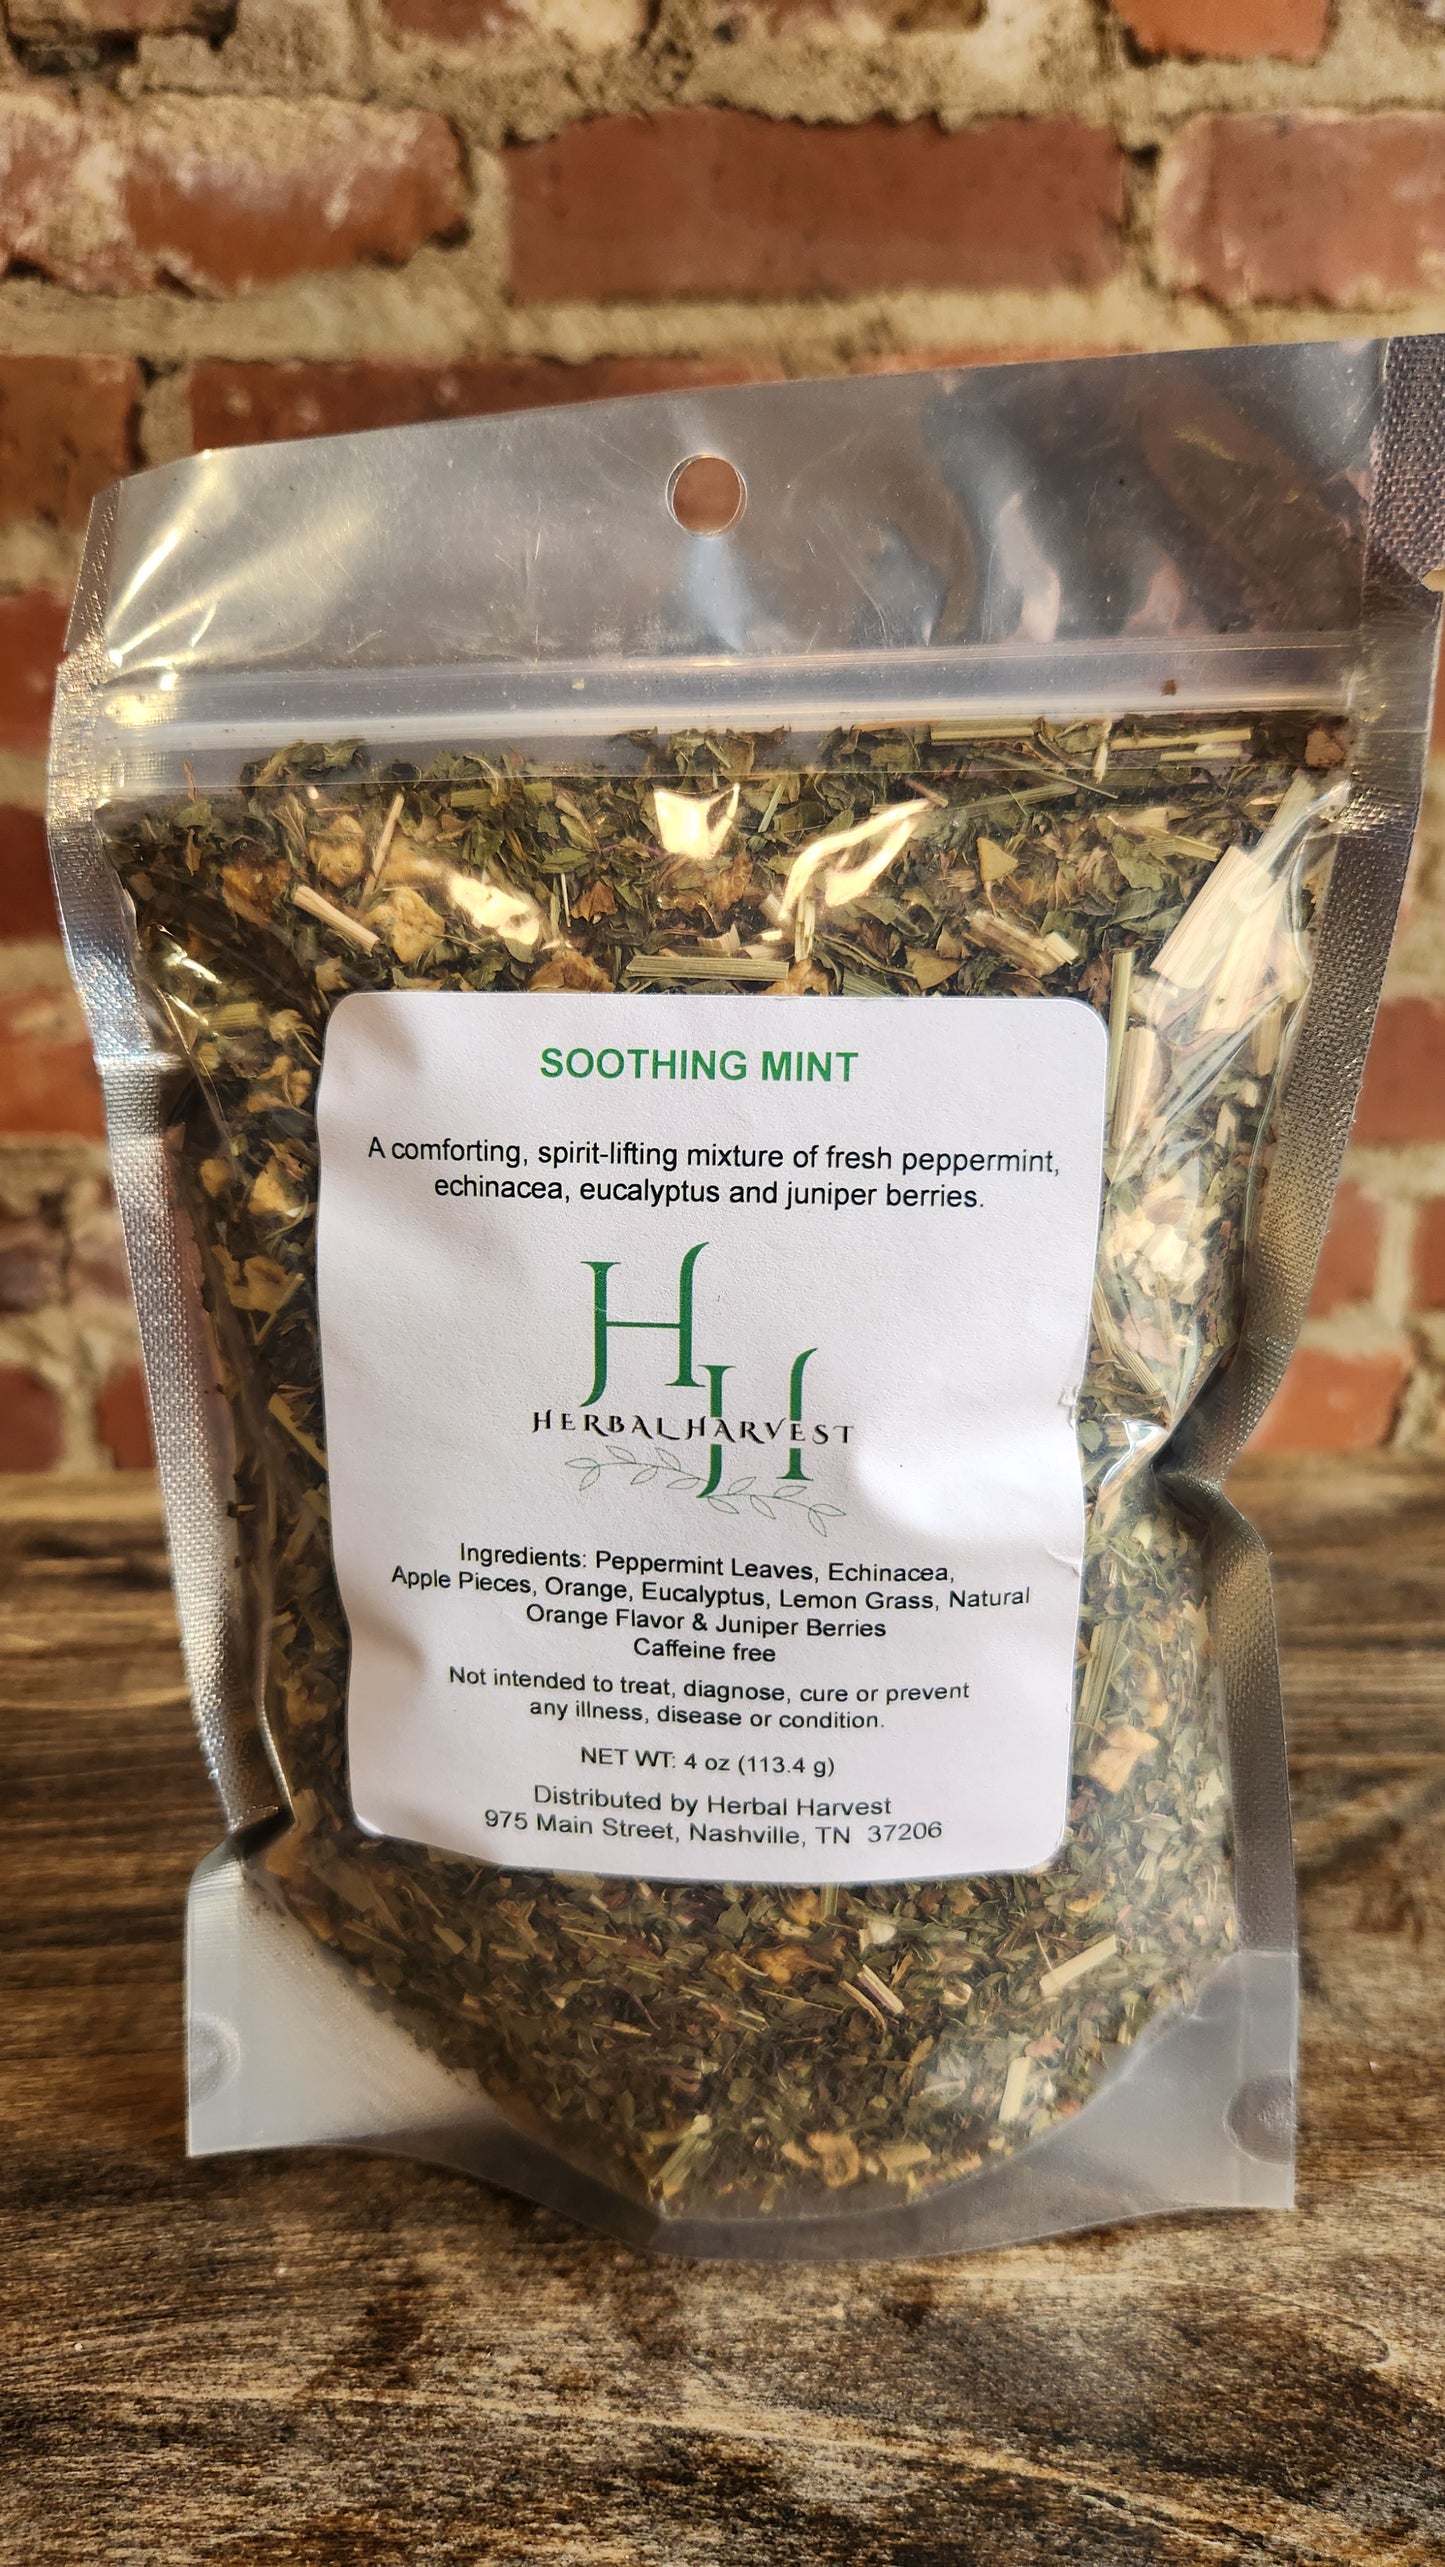 SOOTHING MINT
A comforting, spirit-lifting mixture of fresh peppermint,
echinacea, eucalyptus and juniper berries.
HH
HERBAL HARVEST
Ingredients: Peppermint Leaves, Echinacea,
Apple Pieces, Orange, Eucalyptus, Lemon Grass, Natural
Orange Flavor & Juniper Berries
Caffeine free
Not intended to treat, diagnose, cure or prevent
any illness, disease or condition.
NET WT: 4 oz (113.4 g)
Distributed by Herbal Harvest
975 Main Street, Nashville, TN 37206